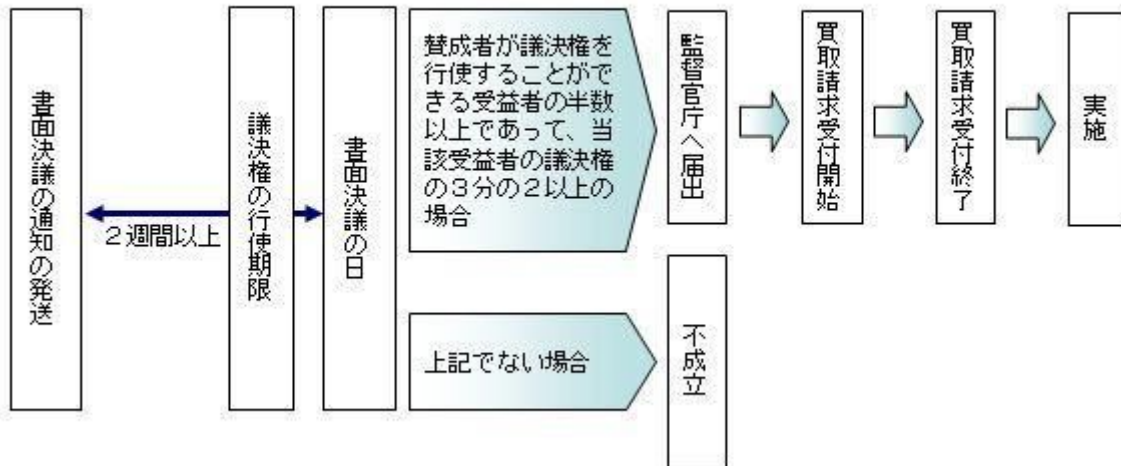 書面決議の通知の発送
２週間以上
議決権の行使期限
書面決議の日
賛成者が議決権を
行使することがで
きる受益者の半数
以上であって、当
該受益者の議決権
の３分の２以上の
場合
監督官庁へ届出
買取請求受付開始
買取請求受付終了
実施
上記でない場合
不成立